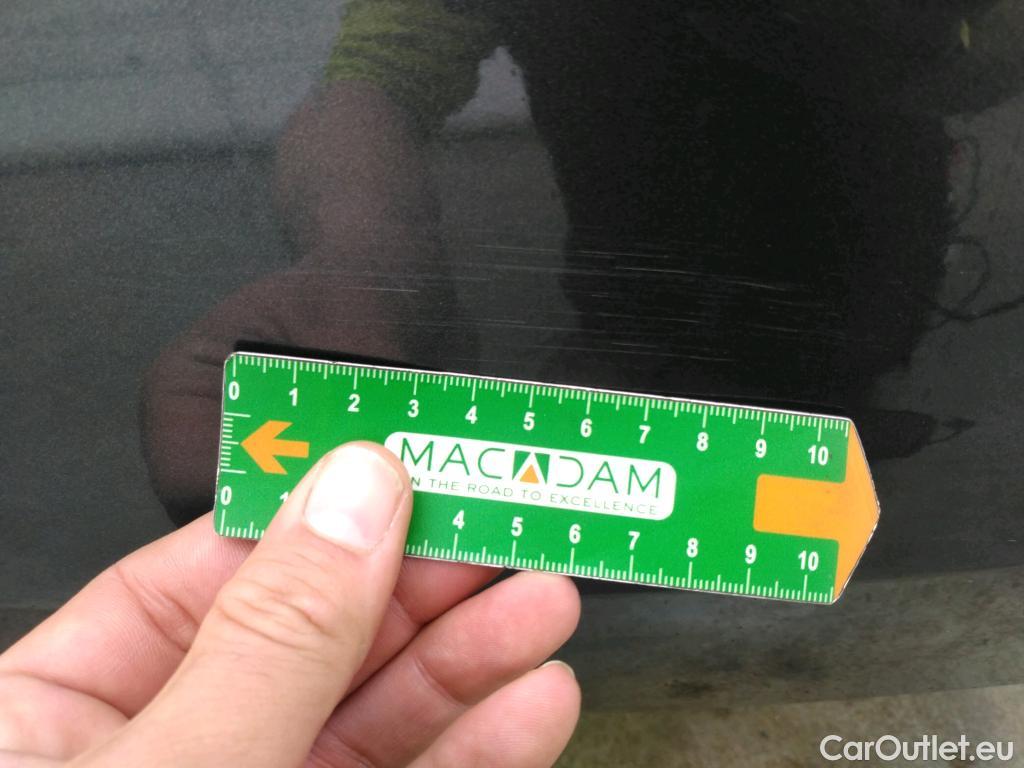 0 1 2 3 4 5 6 7 8 9 10
MACADAM
N THE ROAD TO EXCELLENCE
0 1 4 5 6 7 8 9 10
CarOutlet.eu